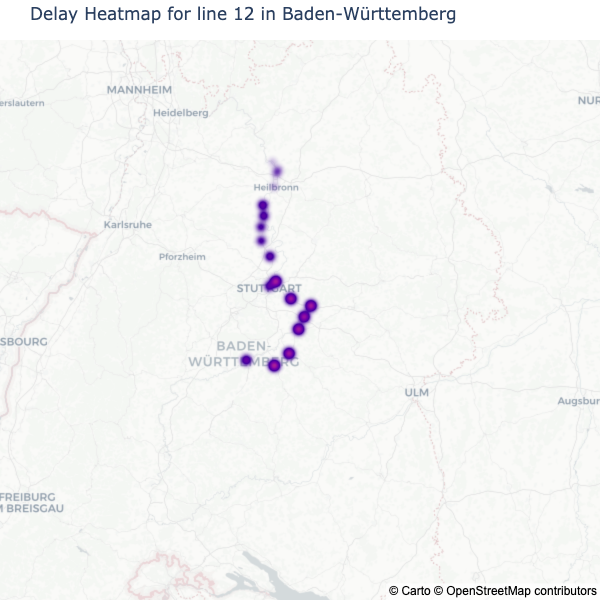 Delay Heatmap for line 12 in Baden-Württemberg
MANNHEIM
NUR
erslautern
Heidelberg
Heilbronn
Karlsruhe
Pforzheim
STUTTGART
SBOURG
BADEN-
WÜRTTEMBERG
ULM
Augsburg
FREIBURG
M BREISGAU
© Carto © OpenStreetMap contributors